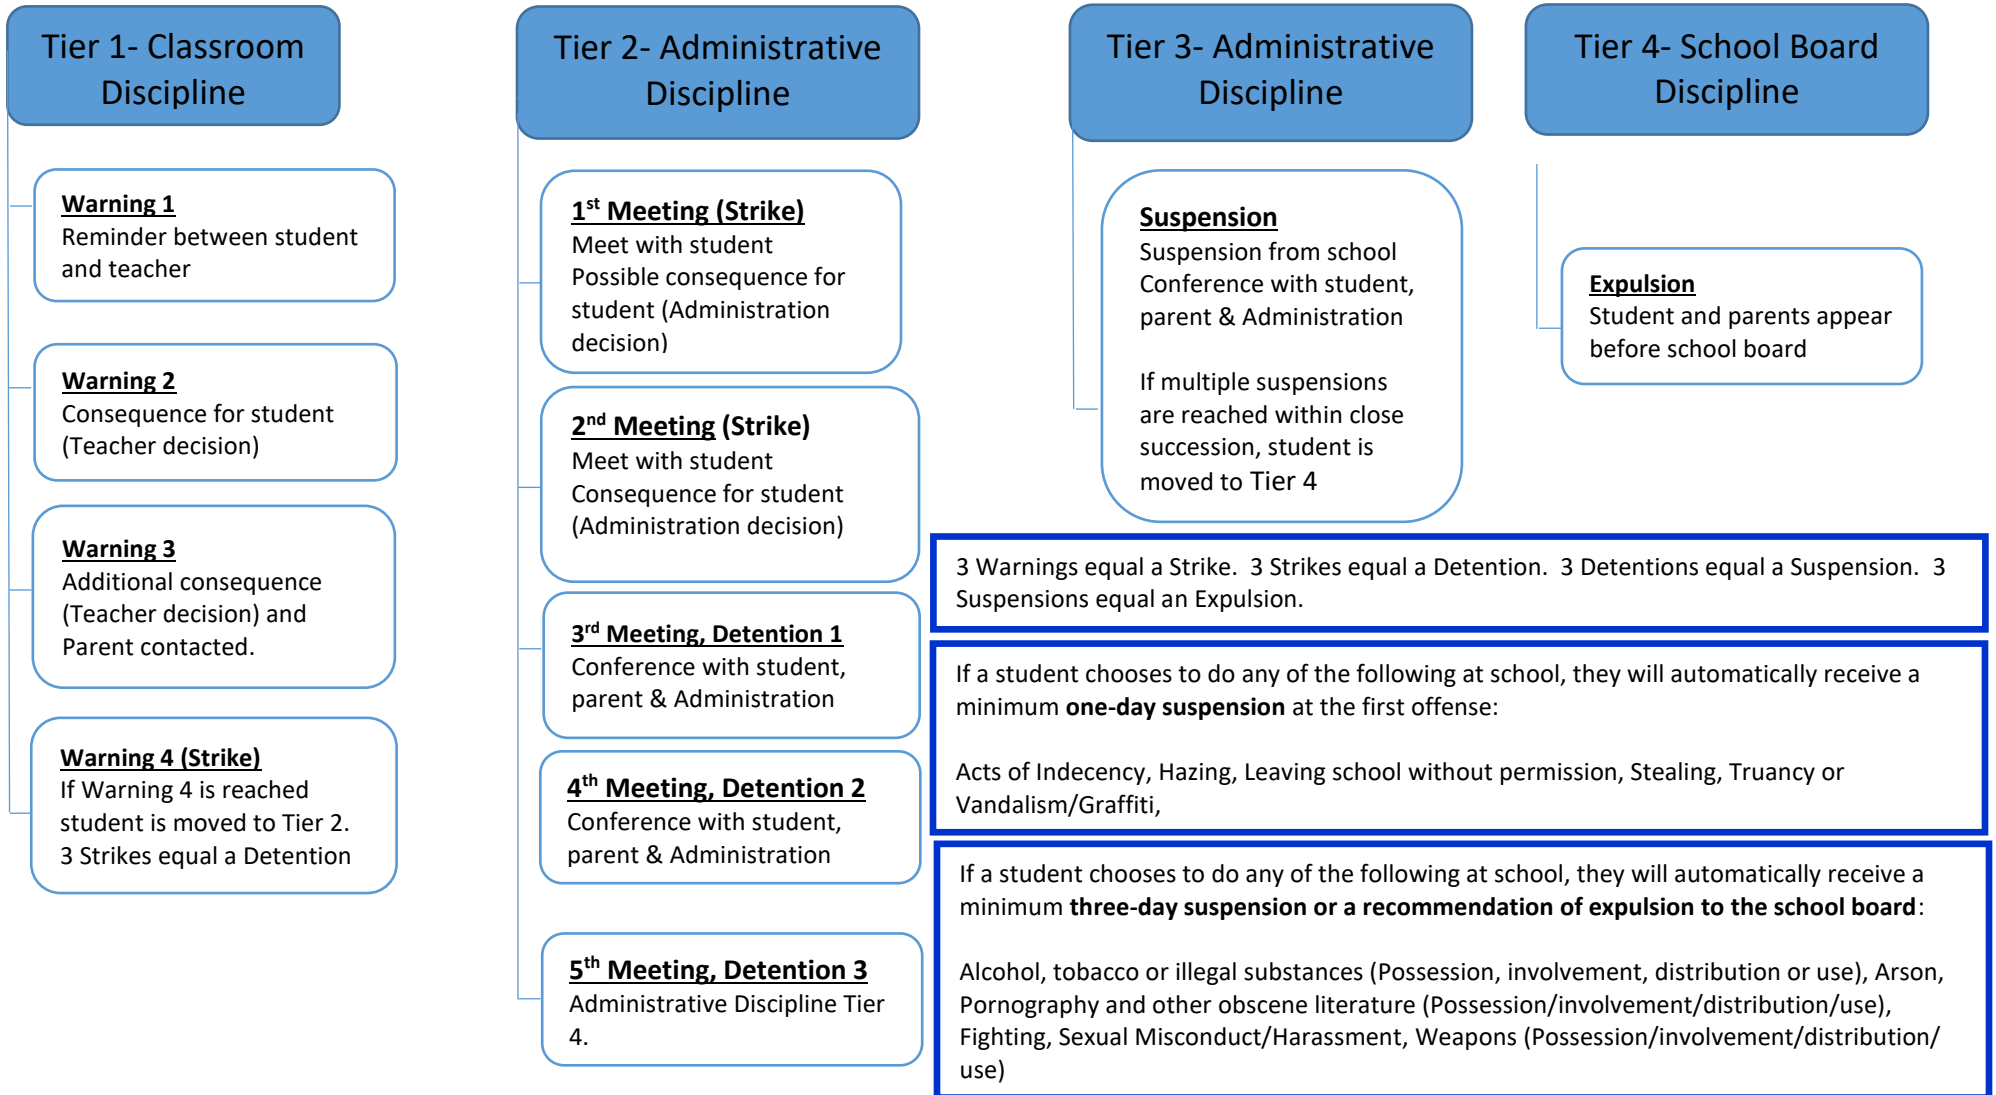 Tier 1- Classroom
Discipline
Warning 1
Reminder between student
and teacher
Warning 2
Consequence for student
(Teacher decision)
Warning 3
Additional consequence
(Teacher decision) and
Parent contacted.
Warning 4 (Strike)
If Warning 4 is reached
student is moved to Tier 2.
3 Strikes equal a Detention
Tier 2- Administrative
Discipline
1st Meeting (Strike)
Meet with student
Possible consequence for
student (Administration
decision)
2nd Meeting (Strike)
Meet with student
Consequence for student
(Administration decision)
3rd Meeting, Detention 1
Conference with student,
parent & Administration
4th Meeting, Detention 2
Conference with student,
parent & Administration
5th Meeting, Detention 3
Administrative Discipline Tier
4.
Tier 3- Administrative
Discipline
Suspension
Suspension from school
Conference with student,
parent & Administration
If multiple suspensions
are reached within close
succession, student is
moved to Tier 4
Tier 4- School Board
Discipline
Expulsion
Student and parents appear
before school board
3 Warnings equal a Strike.  3 Strikes equal a Detention.  3 Detentions equal a Suspension.  3
Suspensions equal an Expulsion.
If a student chooses to do any of the following at school, they will automatically receive a
minimum one-day suspension at the first offense:
Acts of Indecency, Hazing, Leaving school without permission, Stealing, Truancy or
Vandalism/Graffiti,
If a student chooses to do any of the following at school, they will automatically receive a
minimum three-day suspension or a recommendation of expulsion to the school board:
Alcohol, tobacco or illegal substances (Possession, involvement, distribution or use), Arson,
Pornography and other obscene literature (Possession/involvement/distribution/use),
Fighting, Sexual Misconduct/Harassment, Weapons (Possession/involvement/distribution/
use)